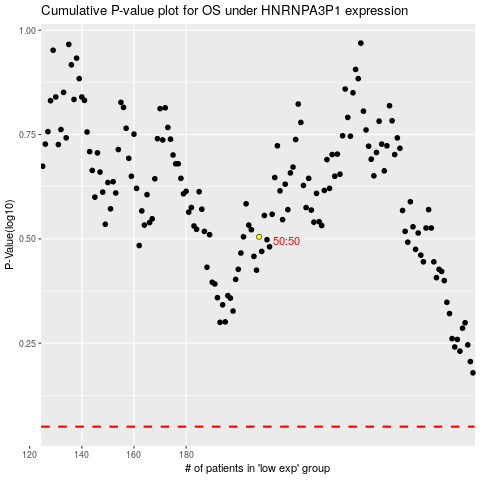 Cumulative P-value plot for OS under HNRNPA3P1 expression
1.00
0.75
0.50
0.25
P-Value(log10)
50:50
120 140 160 180
# of patients in 'low exp' group